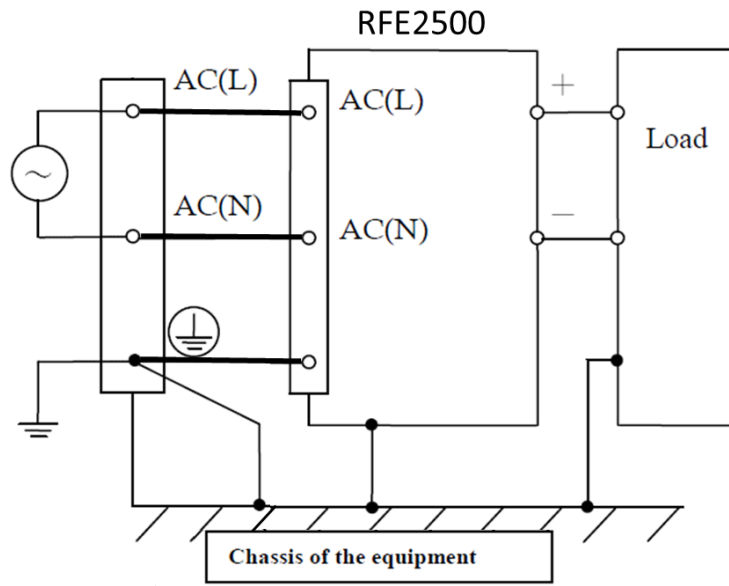 RFE2500
AC(L)
AC(L)
+
Load
AC(N)
AC(N)
−
Chassis of the equipment